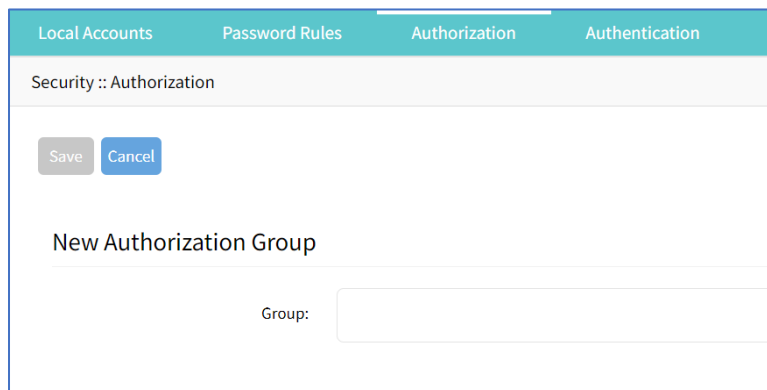 Local Accounts Password Rules Authorization Authentication
Security :: Authorization
Save Cancel
New Authorization Group
Group: